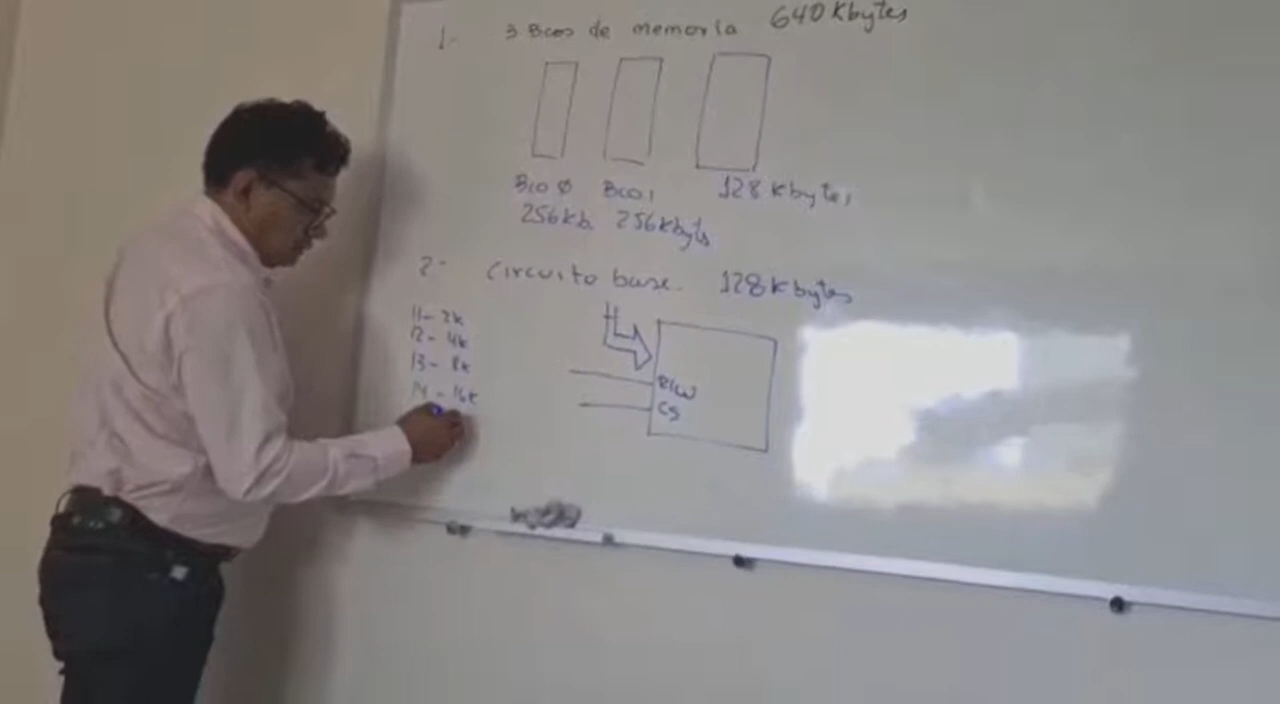 1.- 3 Bcos de memoria 640 Kbytes
Bco 0 Bco 1 128 Kbytes
256 Kb. 256 Kbyts
2.- Circuito base. 128 Kbytes
11 - 2k
12 - 4k
13 - 8k
14 - 16k
R/W
CS